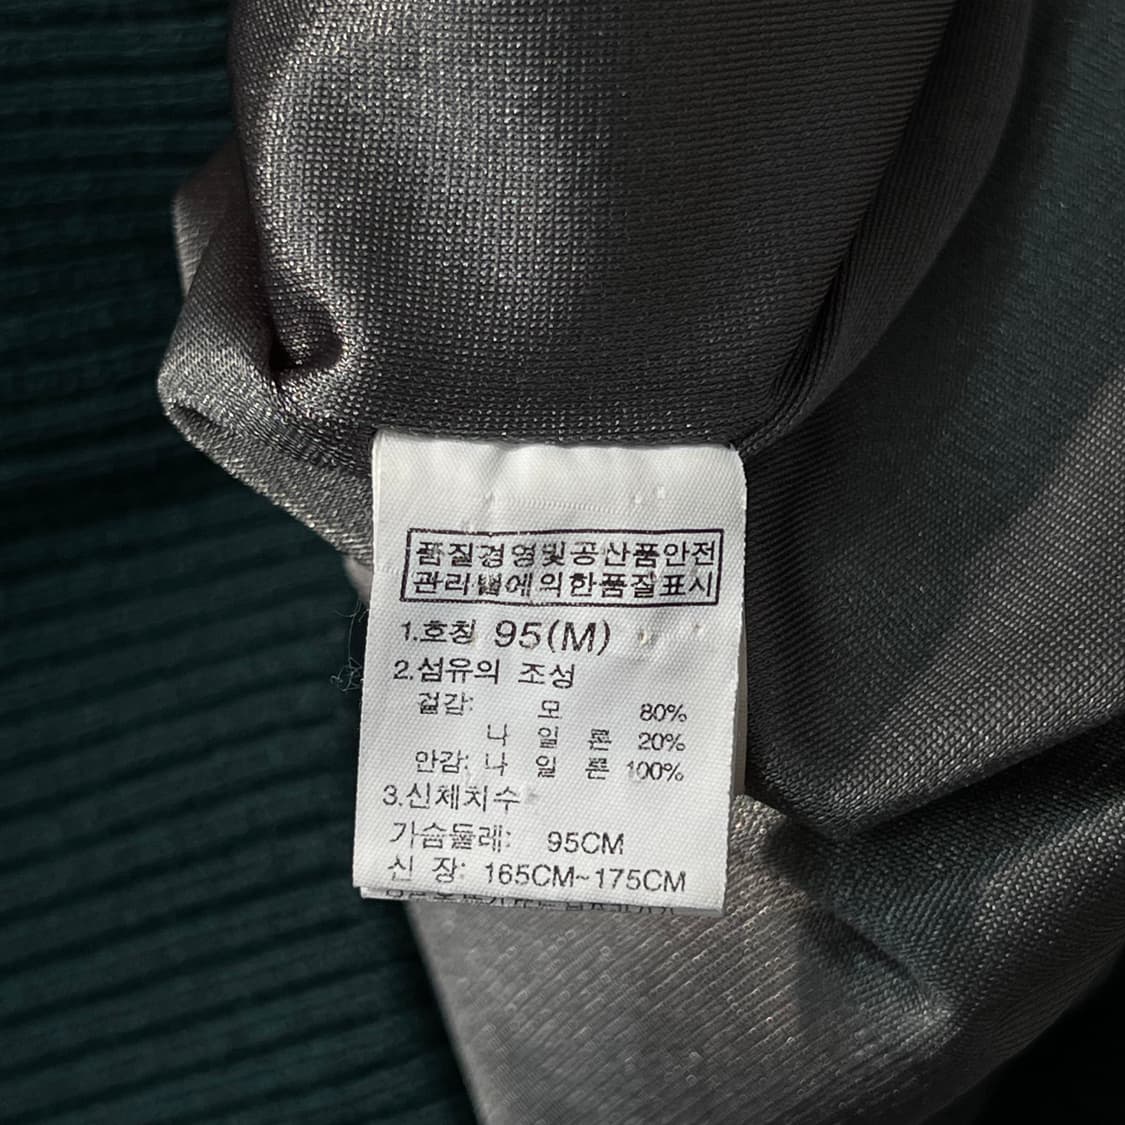 품질경영및공산품안전
관리법에의한품질표시
1.호칭 95(M)
2.섬유의 조성
겉감: 모 80%
나 일 론 20%
안감: 나 일 론 100%
3.신체치수
가슴둘레: 95CM
신 장: 165CM~175CM